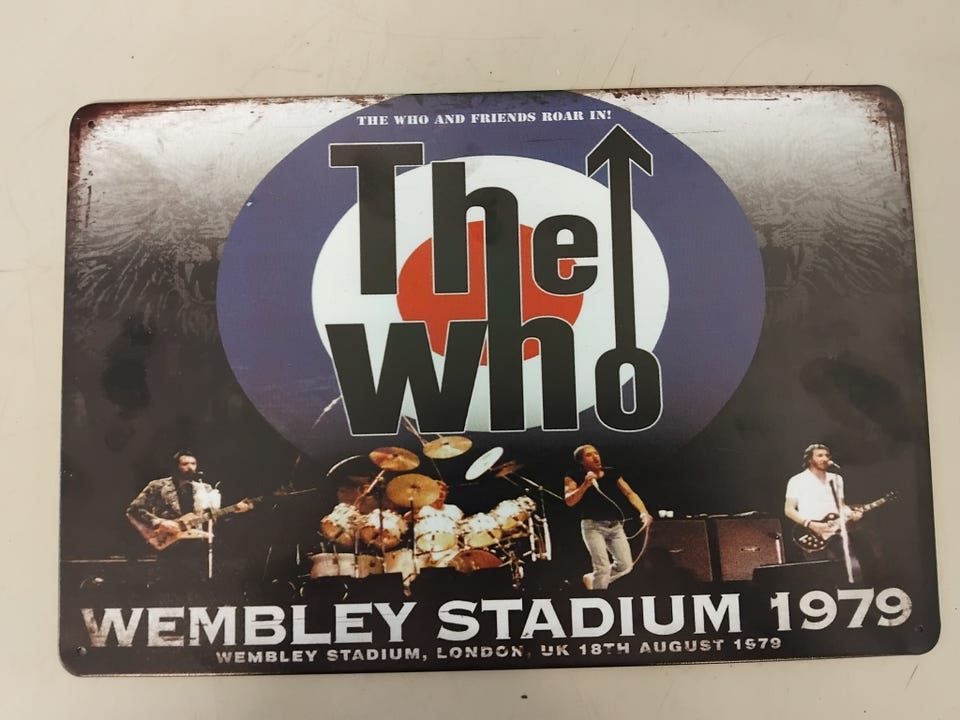 THE WHO AND FRIENDS ROAR IN!
The
who
WEMBLEY STADIUM 1979
WEMBLEY STADIUM, LONDON, UK 18TH AUGUST 1979